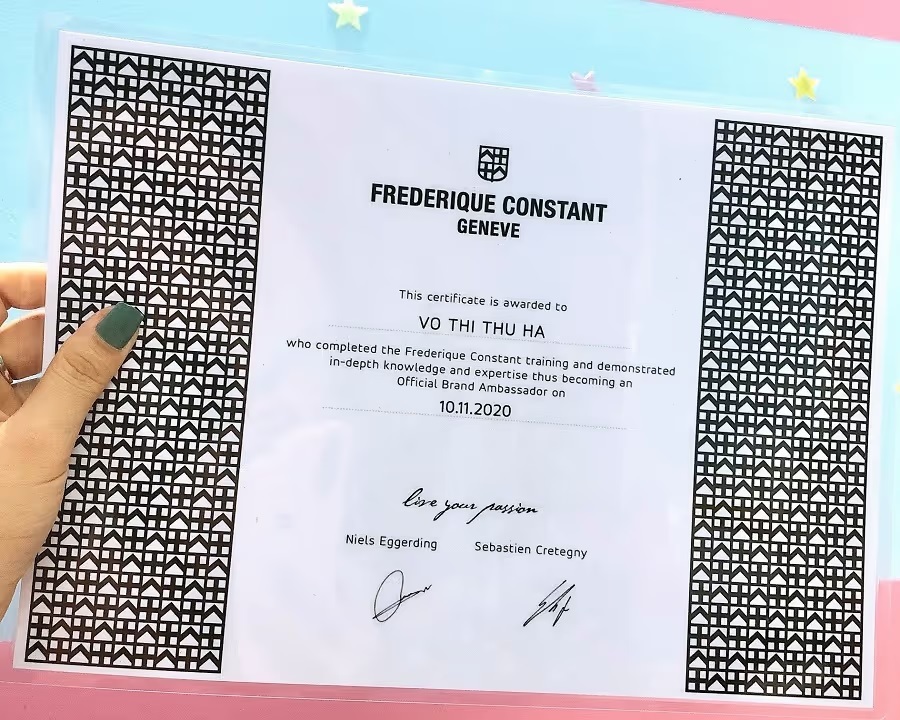 FREDERIQUE CONSTANT
GENEVE
This certificate is awarded to
VO THI THU HA
who completed the Frederique Constant training and demonstrated
in-depth knowledge and expertise thus becoming an
Official Brand Ambassador on
10.11.2020
live your passion
Niels Eggerding Sebastien Cretegny